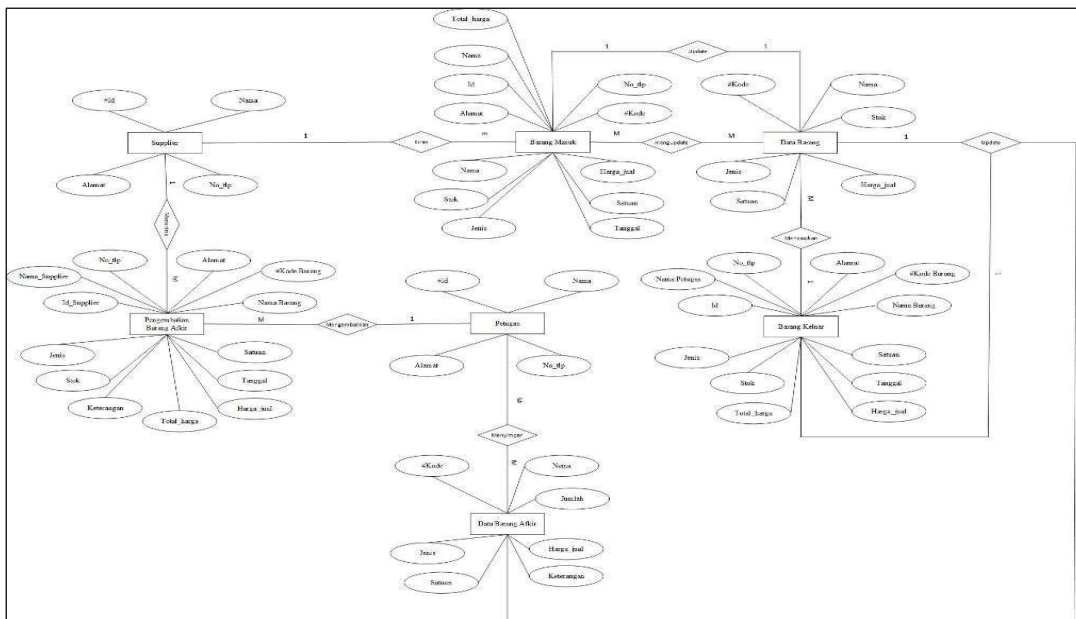 Total_harga
1
1
Update
Nama
#Kode
Nama
#Id
Nama
Id
No_tlp
Alamat
#Kode
Stok
Supplier
1
Barang Masuk
M
mengupdate
M
Data Barang
1
Update
Alamat
No_tlp
1
Nama
Harga_jual
Jenis
Harga_jual
Stok
Satuan
Satuan
M
Jenis
Tanggal
No_tlp
Alamat
Nama_Supplier
#Kode Barang
M
#Id
Nama
No_tlp
Alamat
1
1
Nama Petugas
#Kode Barang
Id_Supplier
Nama Barang
Id
Nama Barang
Pengembalian
Barang Afkir
M
Mengembalikan
1
Petugas
Barang Keluar
Jenis
Satuan
Alamat
No_tlp
Jenis
Satuan
Stok
Tanggal
Stok
Tanggal
Keterangan
Harga_jual
Total_harga
Harga_jual
Total_harga
Menyimpan
M
#Kode
Nama
Jumlah
Data Barang Afkir
Jenis
Harga_jual
Satuan
Keterangan